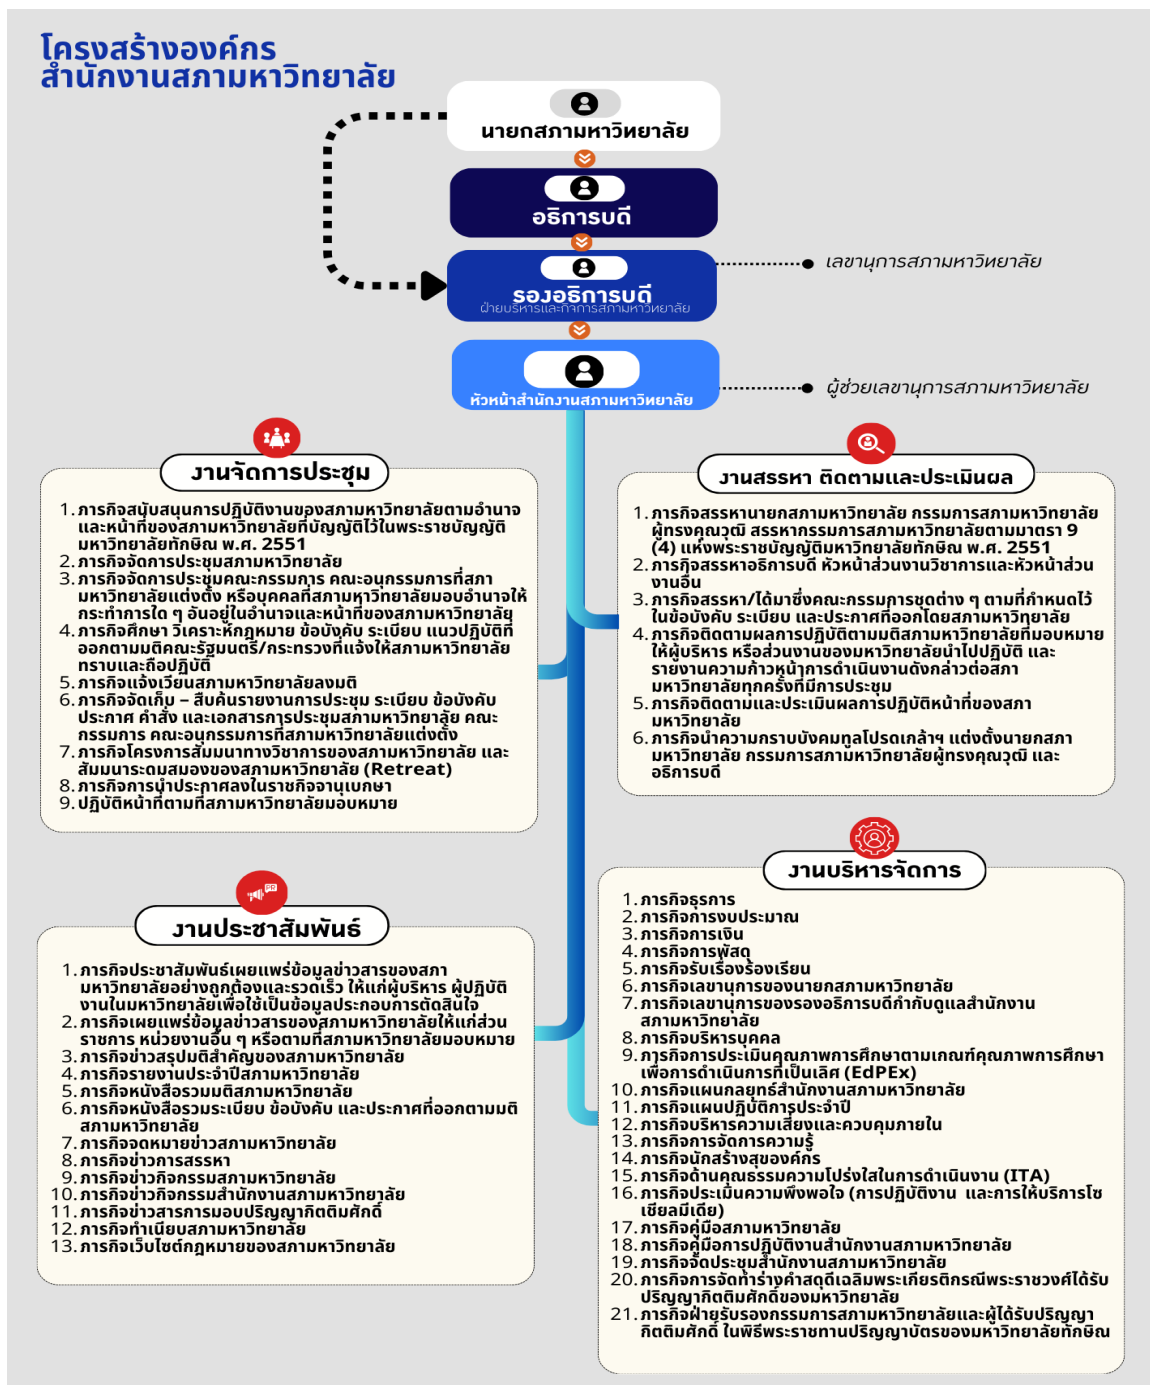 โครงสร้างองค์กร
สำนักงานสภามหาวิทยาลัย
นายกสภามหาวิทยาลัย
อธิการบดี
รองอธิการบดี
ฝ่ายบริหารและกิจการสภามหาวิทยาลัย
เลขานุการสภามหาวิทยาลัย
หัวหน้าสำนักงานสภามหาวิทยาลัย
ผู้ช่วยเลขานุการสภามหาวิทยาลัย
งานจัดการประชุม
1. ภารกิจสนับสนุนการปฏิบัติงานของสภามหาวิทยาลัยตามอำนาจ
และหน้าที่ของสภามหาวิทยาลัยที่บัญญัติไว้ในพระราชบัญญัติ
มหาวิทยาลัยทักษิณ พ.ศ. 2551
2. ภารกิจจัดการประชุมสภามหาวิทยาลัย
3. ภารกิจจัดการประชุมคณะกรรมการ คณะอนุกรรมการที่สภา
มหาวิทยาลัยแต่งตั้ง หรือบุคคลที่สภามหาวิทยาลัยมอบอำนาจให้
กระทำการใด ๆ อันอยู่ในอำนาจและหน้าที่ของสภามหาวิทยาลัย
4. ภารกิจศึกษา วิเคราะห์กฎหมาย ข้อบังคับ ระเบียบ แนวปฏิบัติที่
ออกตามมติคณะรัฐมนตรี/กระทรวงที่แจ้งให้สภามหาวิทยาลัย
ทราบและถือปฏิบัติ
5. ภารกิจแจ้งเวียนสภามหาวิทยาลัยลงมติ
6. ภารกิจจัดเก็บ – สืบค้นรายงานการประชุม ระเบียบ ข้อบังคับ
ประกาศ คำสั่ง และเอกสารการประชุมสภามหาวิทยาลัย คณะ
กรรมการ คณะอนุกรรมการที่สภามหาวิทยาลัยแต่งตั้ง
7. ภารกิจโครงการสัมมนาทางวิชาการของสภามหาวิทยาลัย และ
สัมมนาระดมสมองของสภามหาวิทยาลัย (Retreat)
8. ภารกิจการนำประกาศลงในราชกิจจานุเบกษา
9. ปฏิบัติหน้าที่ตามที่สภามหาวิทยาลัยมอบหมาย
งานสรรหา ติดตามและประเมินผล
1. ภารกิจสรรหานายกสภามหาวิทยาลัย กรรมการสภามหาวิทยาลัย
ผู้ทรงคุณวุฒิ สรรหากรรมการสภามหาวิทยาลัยตามมาตรา 9
(4) แห่งพระราชบัญญัติมหาวิทยาลัยทักษิณ พ.ศ. 2551
2. ภารกิจสรรหาอธิการบดี หัวหน้าส่วนงานวิชาการและหัวหน้าส่วน
งานอื่น
3. ภารกิจสรรหา/ได้มาซึ่งคณะกรรมการชุดต่าง ๆ ตามที่กำหนดไว้
ในข้อบังคับ ระเบียบ และประกาศที่ออกโดยสภามหาวิทยาลัย
4. ภารกิจติดตามผลการปฏิบัติตามมติสภามหาวิทยาลัยที่มอบหมาย
ให้ผู้บริหาร หรือส่วนงานของมหาวิทยาลัยนำไปปฏิบัติ และ
รายงานความก้าวหน้าการดำเนินงานดังกล่าวต่อสภา
มหาวิทยาลัยทุกครั้งที่มีการประชุม
5. ภารกิจติดตามและประเมินผลการปฏิบัติหน้าที่ของสภา
มหาวิทยาลัย
6. ภารกิจนำความกราบบังคมทูลโปรดเกล้าฯ แต่งตั้งนายกสภา
มหาวิทยาลัย กรรมการสภามหาวิทยาลัยผู้ทรงคุณวุฒิ และ
อธิการบดี
PR
งานประชาสัมพันธ์
1. ภารกิจประชาสัมพันธ์เผยแพร่ข้อมูลข่าวสารของสภา
มหาวิทยาลัยอย่างถูกต้องและรวดเร็ว ให้แก่ผู้บริหาร ผู้ปฏิบัติ
งานในมหาวิทยาลัยเพื่อใช้เป็นข้อมูลประกอบการตัดสินใจ
2. ภารกิจเผยแพร่ข้อมูลข่าวสารของสภามหาวิทยาลัยให้แก่ส่วน
ราชการ หน่วยงานอื่น ๆ หรือตามที่สภามหาวิทยาลัยมอบหมาย
3. ภารกิจข่าวสรุปมติสำคัญของสภามหาวิทยาลัย
4. ภารกิจรายงานประจำปีสภามหาวิทยาลัย
5. ภารกิจหนังสือรวมมติสภามหาวิทยาลัย
6. ภารกิจหนังสือรวมระเบียบ ข้อบังคับ และประกาศที่ออกตามมติ
สภามหาวิทยาลัย
7. ภารกิจจดหมายข่าวสภามหาวิทยาลัย
8. ภารกิจข่าวการสรรหา
9. ภารกิจข่าวกิจกรรมสภามหาวิทยาลัย
10. ภารกิจข่าวกิจกรรมสำนักงานสภามหาวิทยาลัย
11. ภารกิจข่าวสารการมอบปริญญากิตติมศักดิ์
12. ภารกิจทำเนียบสภามหาวิทยาลัย
13. ภารกิจเว็บไซต์กฎหมายของสภามหาวิทยาลัย
งานบริหารจัดการ
1. ภารกิจธุรการ
2. ภารกิจการงบประมาณ
3. ภารกิจการเงิน
4. ภารกิจการพัสดุ
5. ภารกิจรับเรื่องร้องเรียน
6. ภารกิจเลขานุการของนายกสภามหาวิทยาลัย
7. ภารกิจเลขานุการของรองอธิการบดีกำกับดูแลสำนักงาน
สภามหาวิทยาลัย
8. ภารกิจบริหารบุคคล
9. ภารกิจการประเมินคุณภาพการศึกษาตามเกณฑ์คุณภาพการศึกษา
เพื่อการดำเนินการที่เป็นเลิศ (EdPEx)
10. ภารกิจแผนกลยุทธ์สำนักงานสภามหาวิทยาลัย
11. ภารกิจแผนปฏิบัติการประจำปี
12. ภารกิจบริหารความเสี่ยงและควบคุมภายใน
13. ภารกิจการจัดการความรู้
14. ภารกิจนักสร้างสุขององค์กร
15. ภารกิจด้านคุณธรรมความโปร่งใสในการดำเนินงาน (ITA)
16. ภารกิจประเมินความพึงพอใจ (การปฏิบัติงาน และการให้บริการโซ
เชียลมีเดีย)
17. ภารกิจคู่มือสภามหาวิทยาลัย
18. ภารกิจคู่มือการปฏิบัติงานสำนักงานสภามหาวิทยาลัย
19. ภารกิจจัดประชุมสำนักงานสภามหาวิทยาลัย
20. ภารกิจการจัดทำร่างคำสดุดีเฉลิมพระเกียรติกรณีพระราชวงศ์ได้รับ
ปริญญากิตติมศักดิ์ของมหาวิทยาลัย
21. ภารกิจฝ่ายรับรองกรรมการสภามหาวิทยาลัยและผู้ได้รับปริญญา
กิตติมศักดิ์ ในพิธีพระราชทานปริญญาบัตรของมหาวิทยาลัยทักษิณ